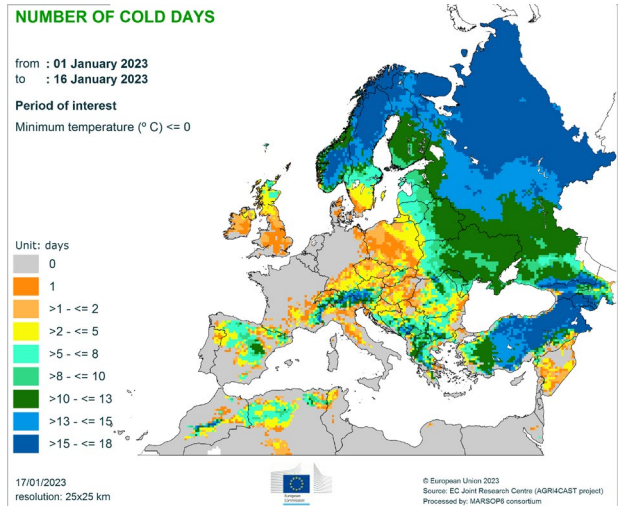 NUMBER OF COLD DAYS
from : 01 January 2023
to : 16 January 2023
Period of interest
Minimum temperature (º C) <= 0
Unit: days
0
1
>1 - <= 2
>2 - <= 5
>5 - <= 8
>8 - <= 10
>10 - <= 13
>13 - <= 15
>15 - <= 18
17/01/2023
resolution: 25x25 km
European
Commission
© European Union 2023
Source: EC Joint Research Centre (AGRI4CAST project)
Processed by: MARSOP6 consortium